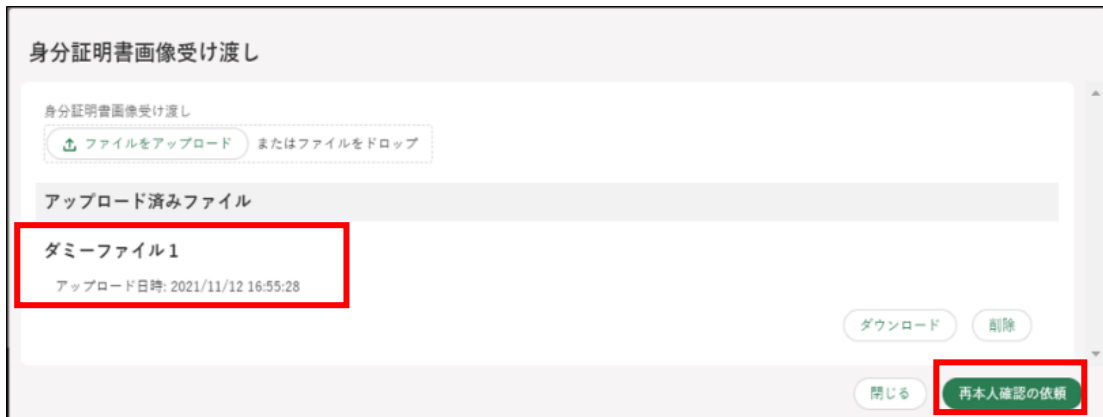 身分証明書画像受け渡し
身分証明書画像受け渡し
ファイルをアップロード またはファイルをドロップ
アップロード済みファイル
ダミーファイル1
アップロード日時: 2021/11/12 16:55:28
ダウンロード 削除
閉じる 再本人確認の依頼